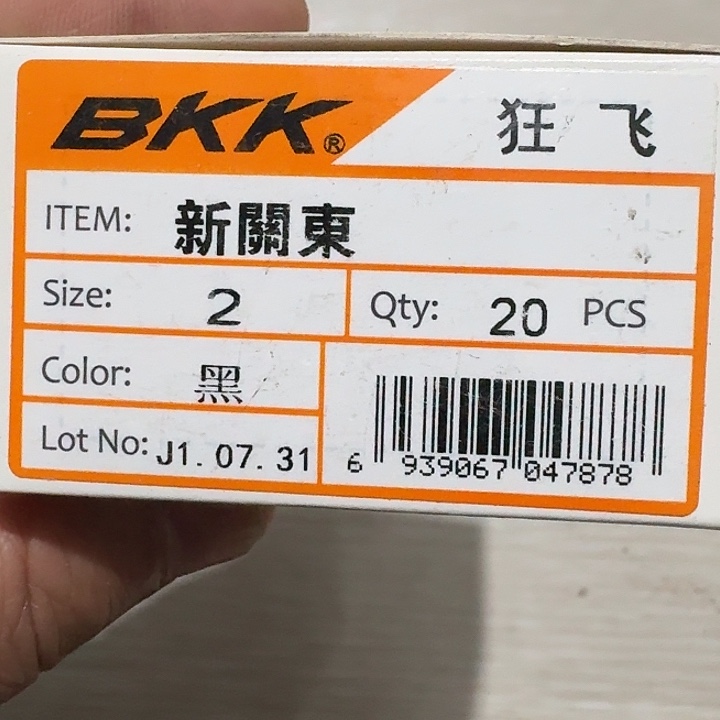 BKK® 狂飞
ITEM: 新關東
Size: 2 Qty: 20 PCS
Color: 黑
Lot No: J1. 07. 31
6 939067 047878